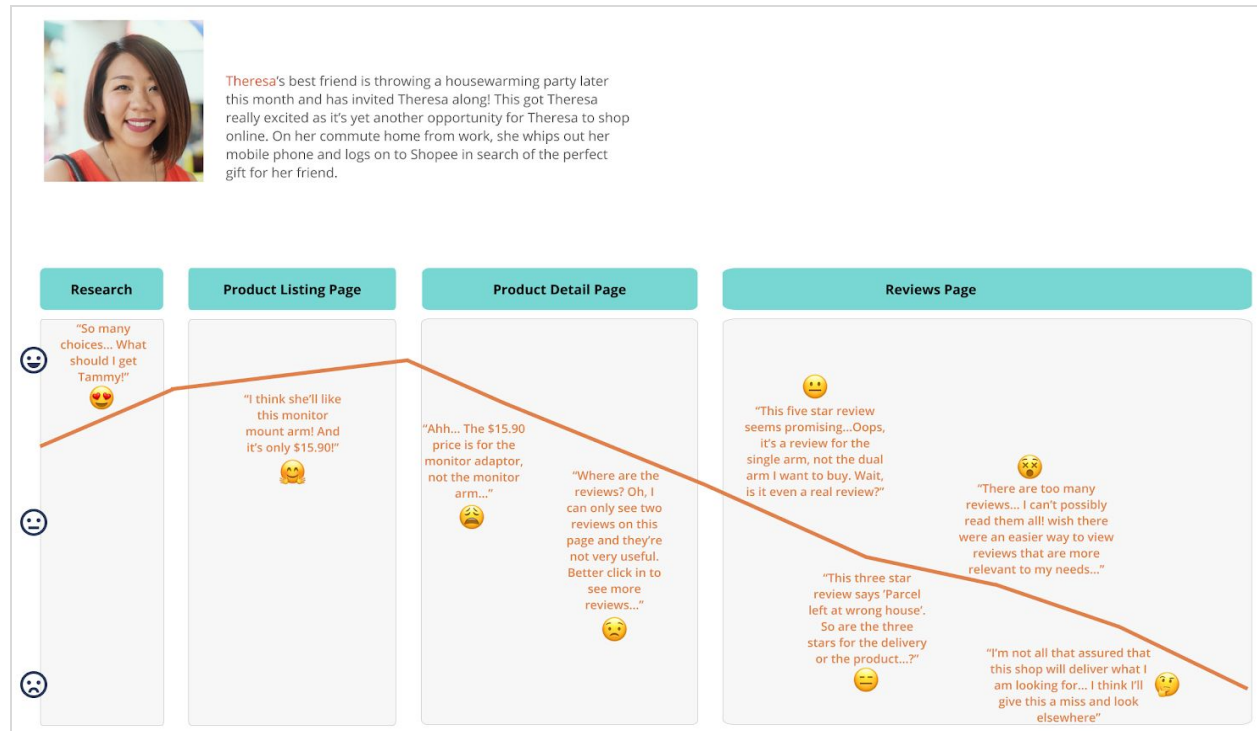 Theresa's best friend is throwing a housewarming party later
this month and has invited Theresa along! This got Theresa
really excited as it's yet another opportunity for Theresa to shop
online. On her commute home from work, she whips out her
mobile phone and logs on to Shopee in search of the perfect
gift for her friend.
Research
Product Listing Page
Product Detail Page
Reviews Page
“So many
choices... What
should I get
Tammy!”
“I think she’ll like
this monitor
mount arm! And
it’s only $15.90!”
“Ahh... The $15.90
price is for the
monitor adaptor,
not the monitor
arm...”
“Where are the
reviews? Oh, I
can only see two
reviews on this
page and they’re
not very useful.
Better click in to
see more
reviews...”
“This five star review
seems promising...Oops,
it’s a review for the
single arm, not the dual
arm I want to buy. Wait,
is it even a real review?”
“This three star
review says ‘Parcel
left at wrong house’.
So are the three
stars for the delivery
or the product...?”
“There are too many
reviews... I can’t possibly
read them all! wish there
were an easier way to view
reviews that are more
relevant to my needs...”
“I’m not all that assured that
this shop will deliver what I
am looking for... I think I’ll
give this a miss and look
elsewhere”